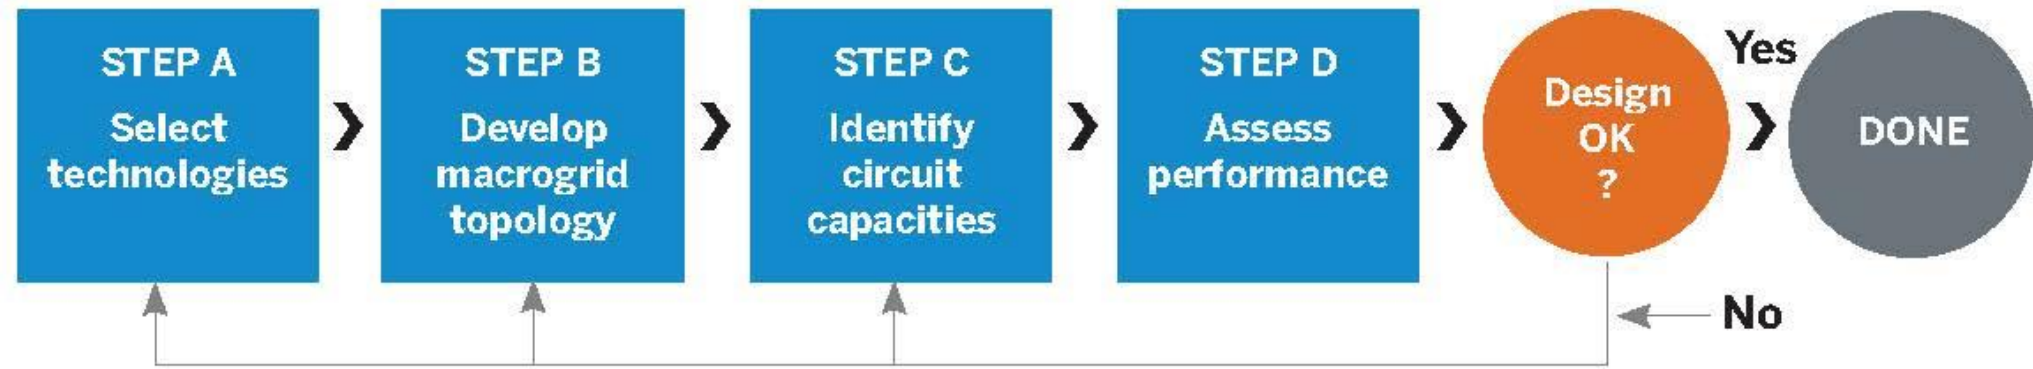 STEP A
Select
technologies
STEP B
Develop
macrogrid
topology
STEP C
Identify
circuit
capacities
STEP D
Assess
performance
Design
OK
?
Yes
DONE
No